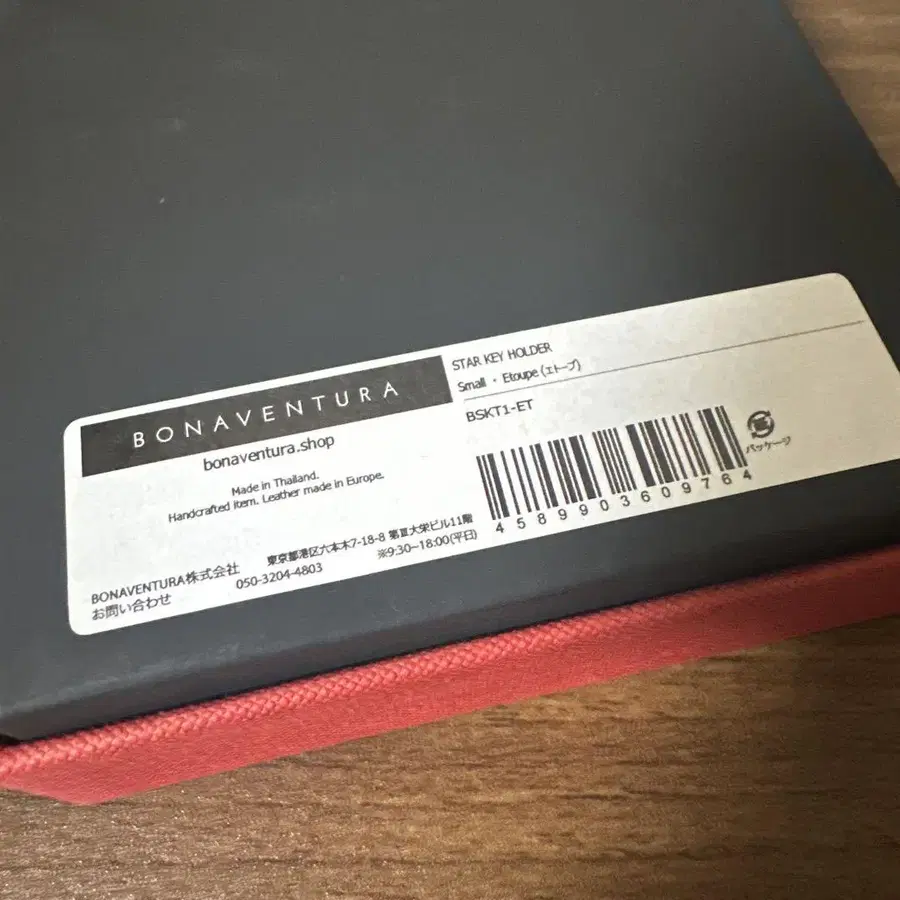 BONAVENTURA
bonaventura.shop
Made in Thailand.
Handcrafted item. Leather made in Europe.
BONAVENTURA株式会社 東京都港区六本木7-18-8 第Ⅲ大栄ビル11階
お問い合わせ 050-3204-4803 ※9:30~18:00(平日)
STAR KEY HOLDER
Small ・ Etoupe (エトープ)
BSKT1-ET
4589903609764
パッケージ